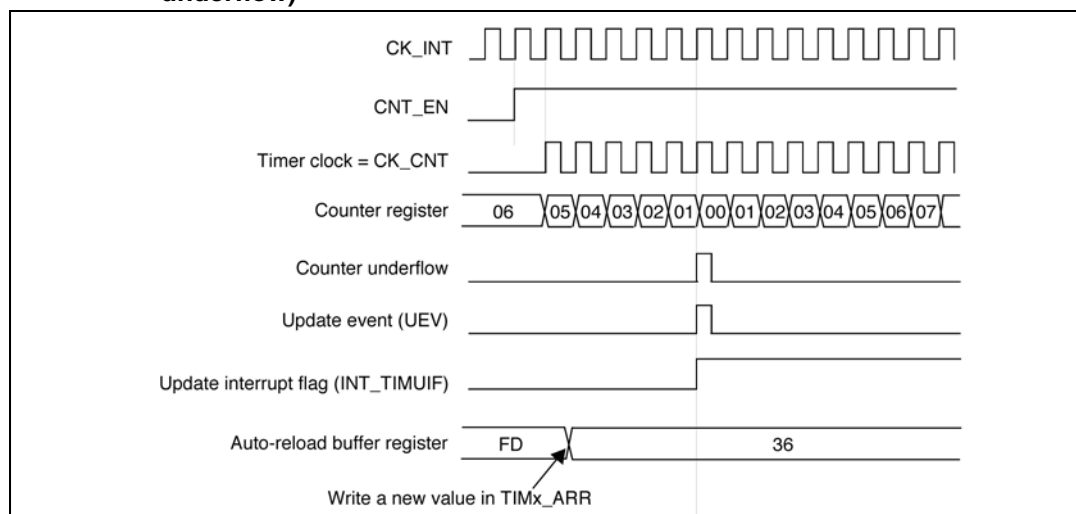 underflow)
CK_INT
CNT_EN
Timer clock = CK_CNT
Counter register 06 05 04 03 02 01 00 01 02 03 04 05 06 07
Counter underflow
Update event (UEV)
Update interrupt flag (INT_TIMUIF)
Auto-reload buffer register FD 36
Write a new value in TIMx_ARR